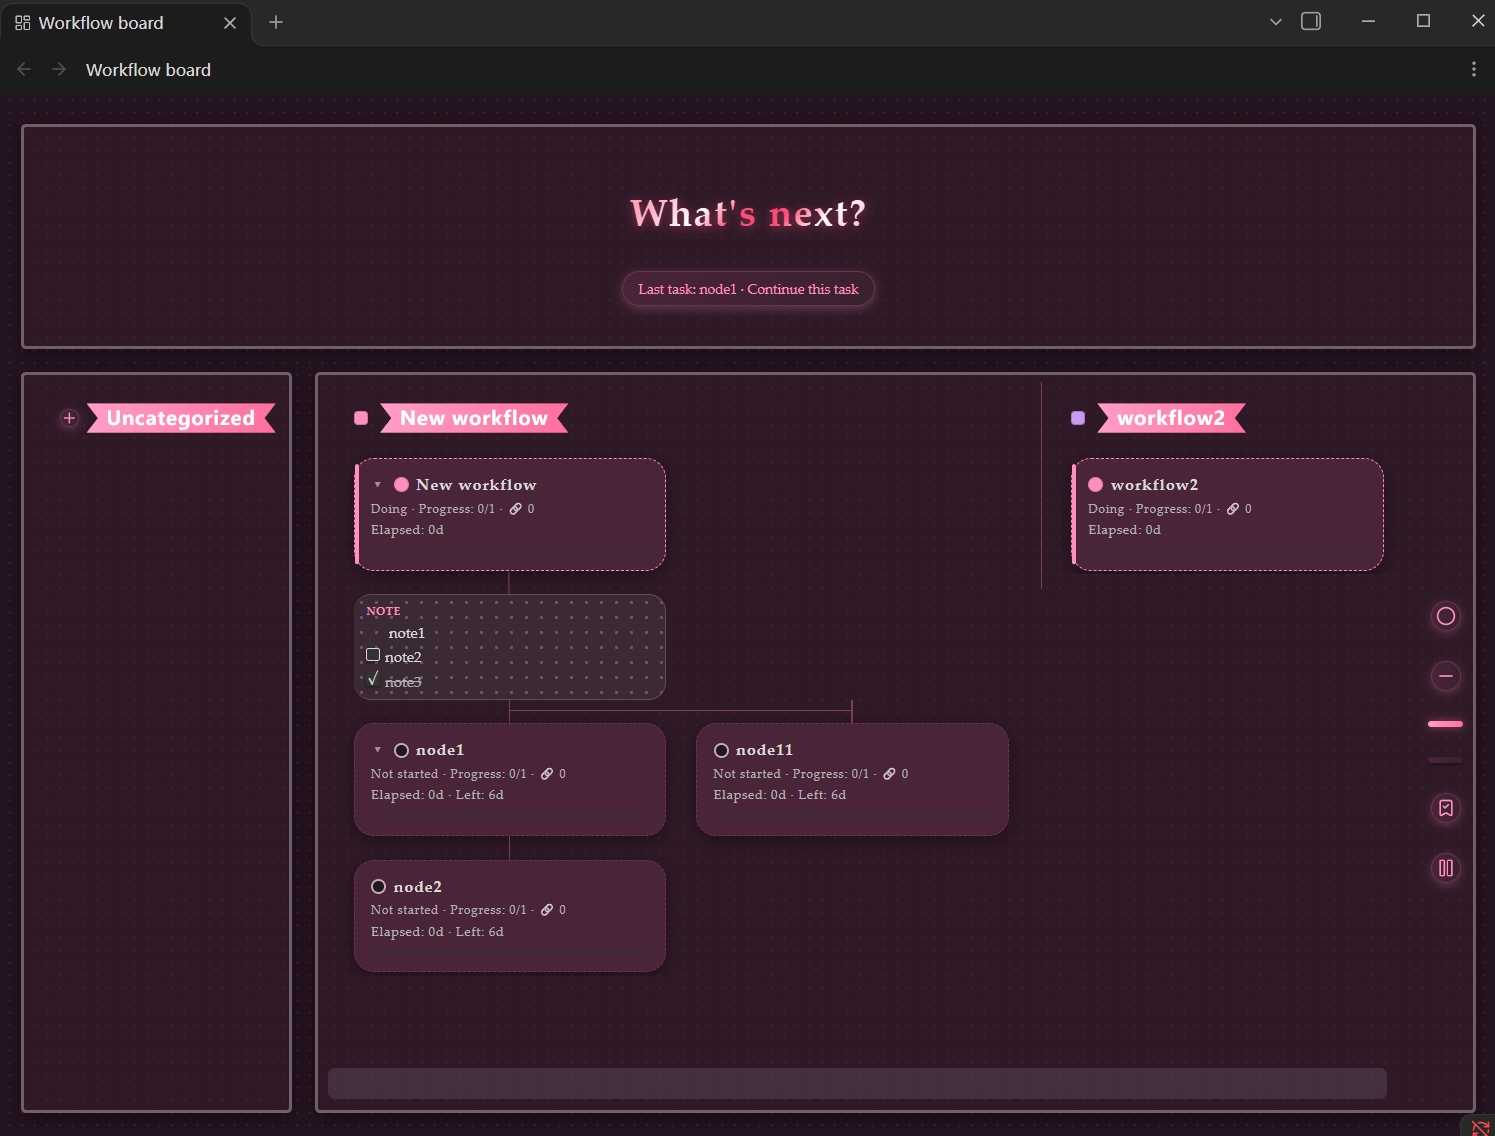 Workflow board
Workflow board
What's next?
Last task: node1 · Continue this task
Uncategorized
New workflow
New workflow
Doing · Progress: 0/1 · 🔗 0
Elapsed: 0d
NOTE
note1
note2
note3
node1
Not started · Progress: 0/1 · 🔗 0
Elapsed: 0d · Left: 6d
node11
Not started · Progress: 0/1 · 🔗 0
Elapsed: 0d · Left: 6d
node2
Not started · Progress: 0/1 · 🔗 0
Elapsed: 0d · Left: 6d
workflow2
workflow2
Doing · Progress: 0/1 · 🔗 0
Elapsed: 0d